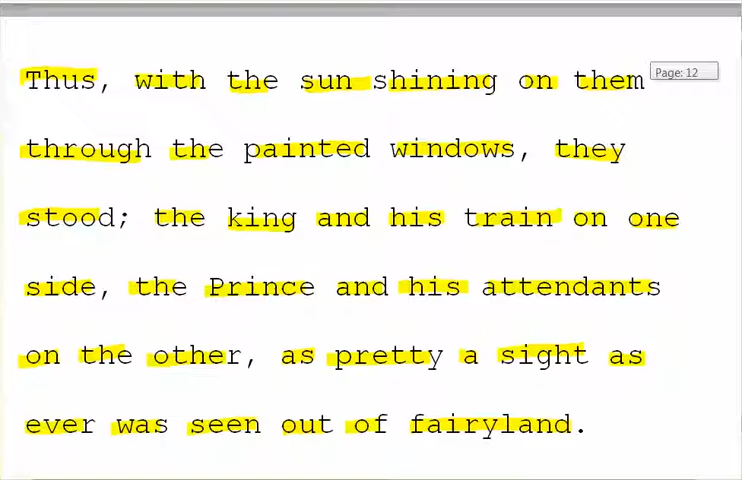 Thus, with the sun shining on them
Page: 12
through the painted windows, they
stood; the king and his train on one
side, the Prince and his attendants
on the other, as pretty a sight as
ever was seen out of fairyland.